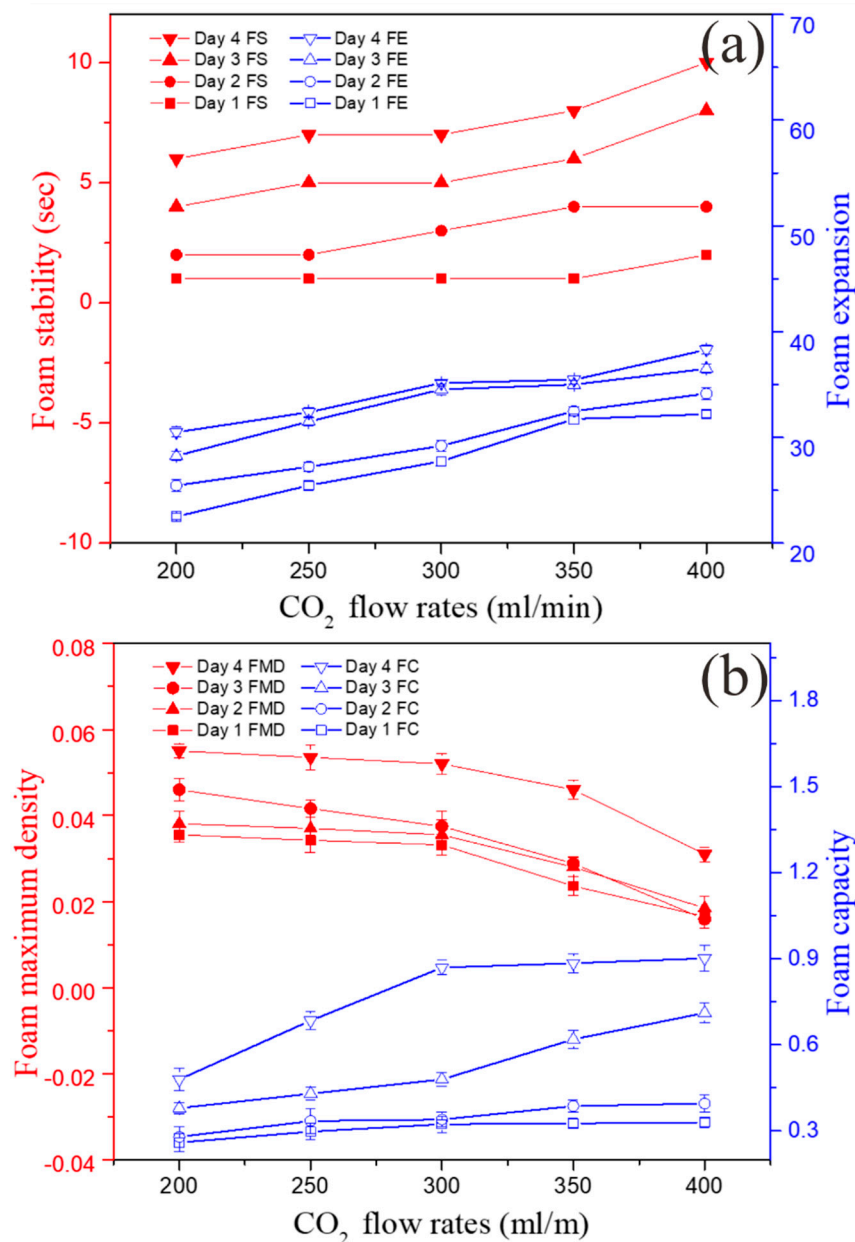 (a)
Day 4 FS Day 4 FE
Day 3 FS Day 3 FE
Day 2 FS Day 2 FE
Day 1 FS Day 1 FE
10
5
0
-5
-10
Foam stability (sec)
70
60
50
40
30
20
Foam expansion
200 250 300 350 400
CO2 flow rates (ml/min)
(b)
Day 4 FMD Day 4 FC
Day 3 FMD Day 3 FC
Day 2 FMD Day 2 FC
Day 1 FMD Day 1 FC
0.08
0.06
0.04
0.02
0.00
-0.02
-0.04
Foam maximum density
1.8
1.5
1.2
0.9
0.6
0.3
Foam capacity
200 250 300 350 400
CO2 flow rates (ml/m)